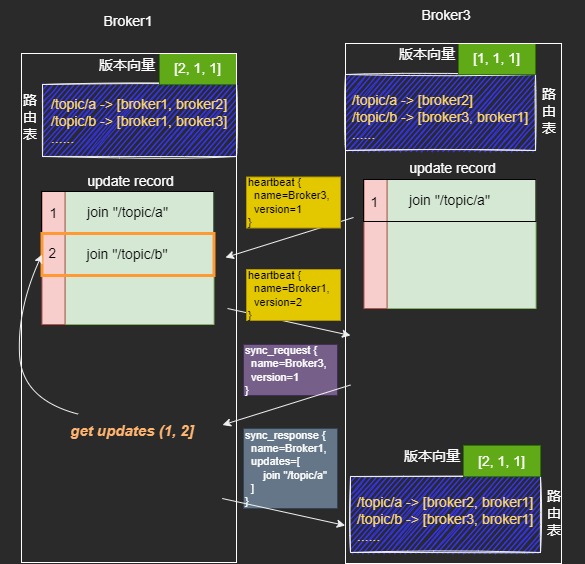 Broker1
版本向量
[2, 1, 1]
路由表
/topic/a -> [broker1, broker2]
/topic/b -> [broker1, broker3]
......
update record
1
join "/topic/a"
2
join "/topic/b"
get updates (1, 2]
heartbeat {
name=Broker3,
version=1
}
heartbeat {
name=Broker1,
version=2
}
sync_request {
name=Broker3,
version=1
}
sync_response {
name=Broker1,
updates=[
join "/topic/a"
]
}
Broker3
版本向量
[1, 1, 1]
路由表
/topic/a -> [broker2]
/topic/b -> [broker3, broker1]
......
update record
1
join "/topic/a"
版本向量
[2, 1, 1]
路由表
/topic/a -> [broker2, broker1]
/topic/b -> [broker3, broker1]
......